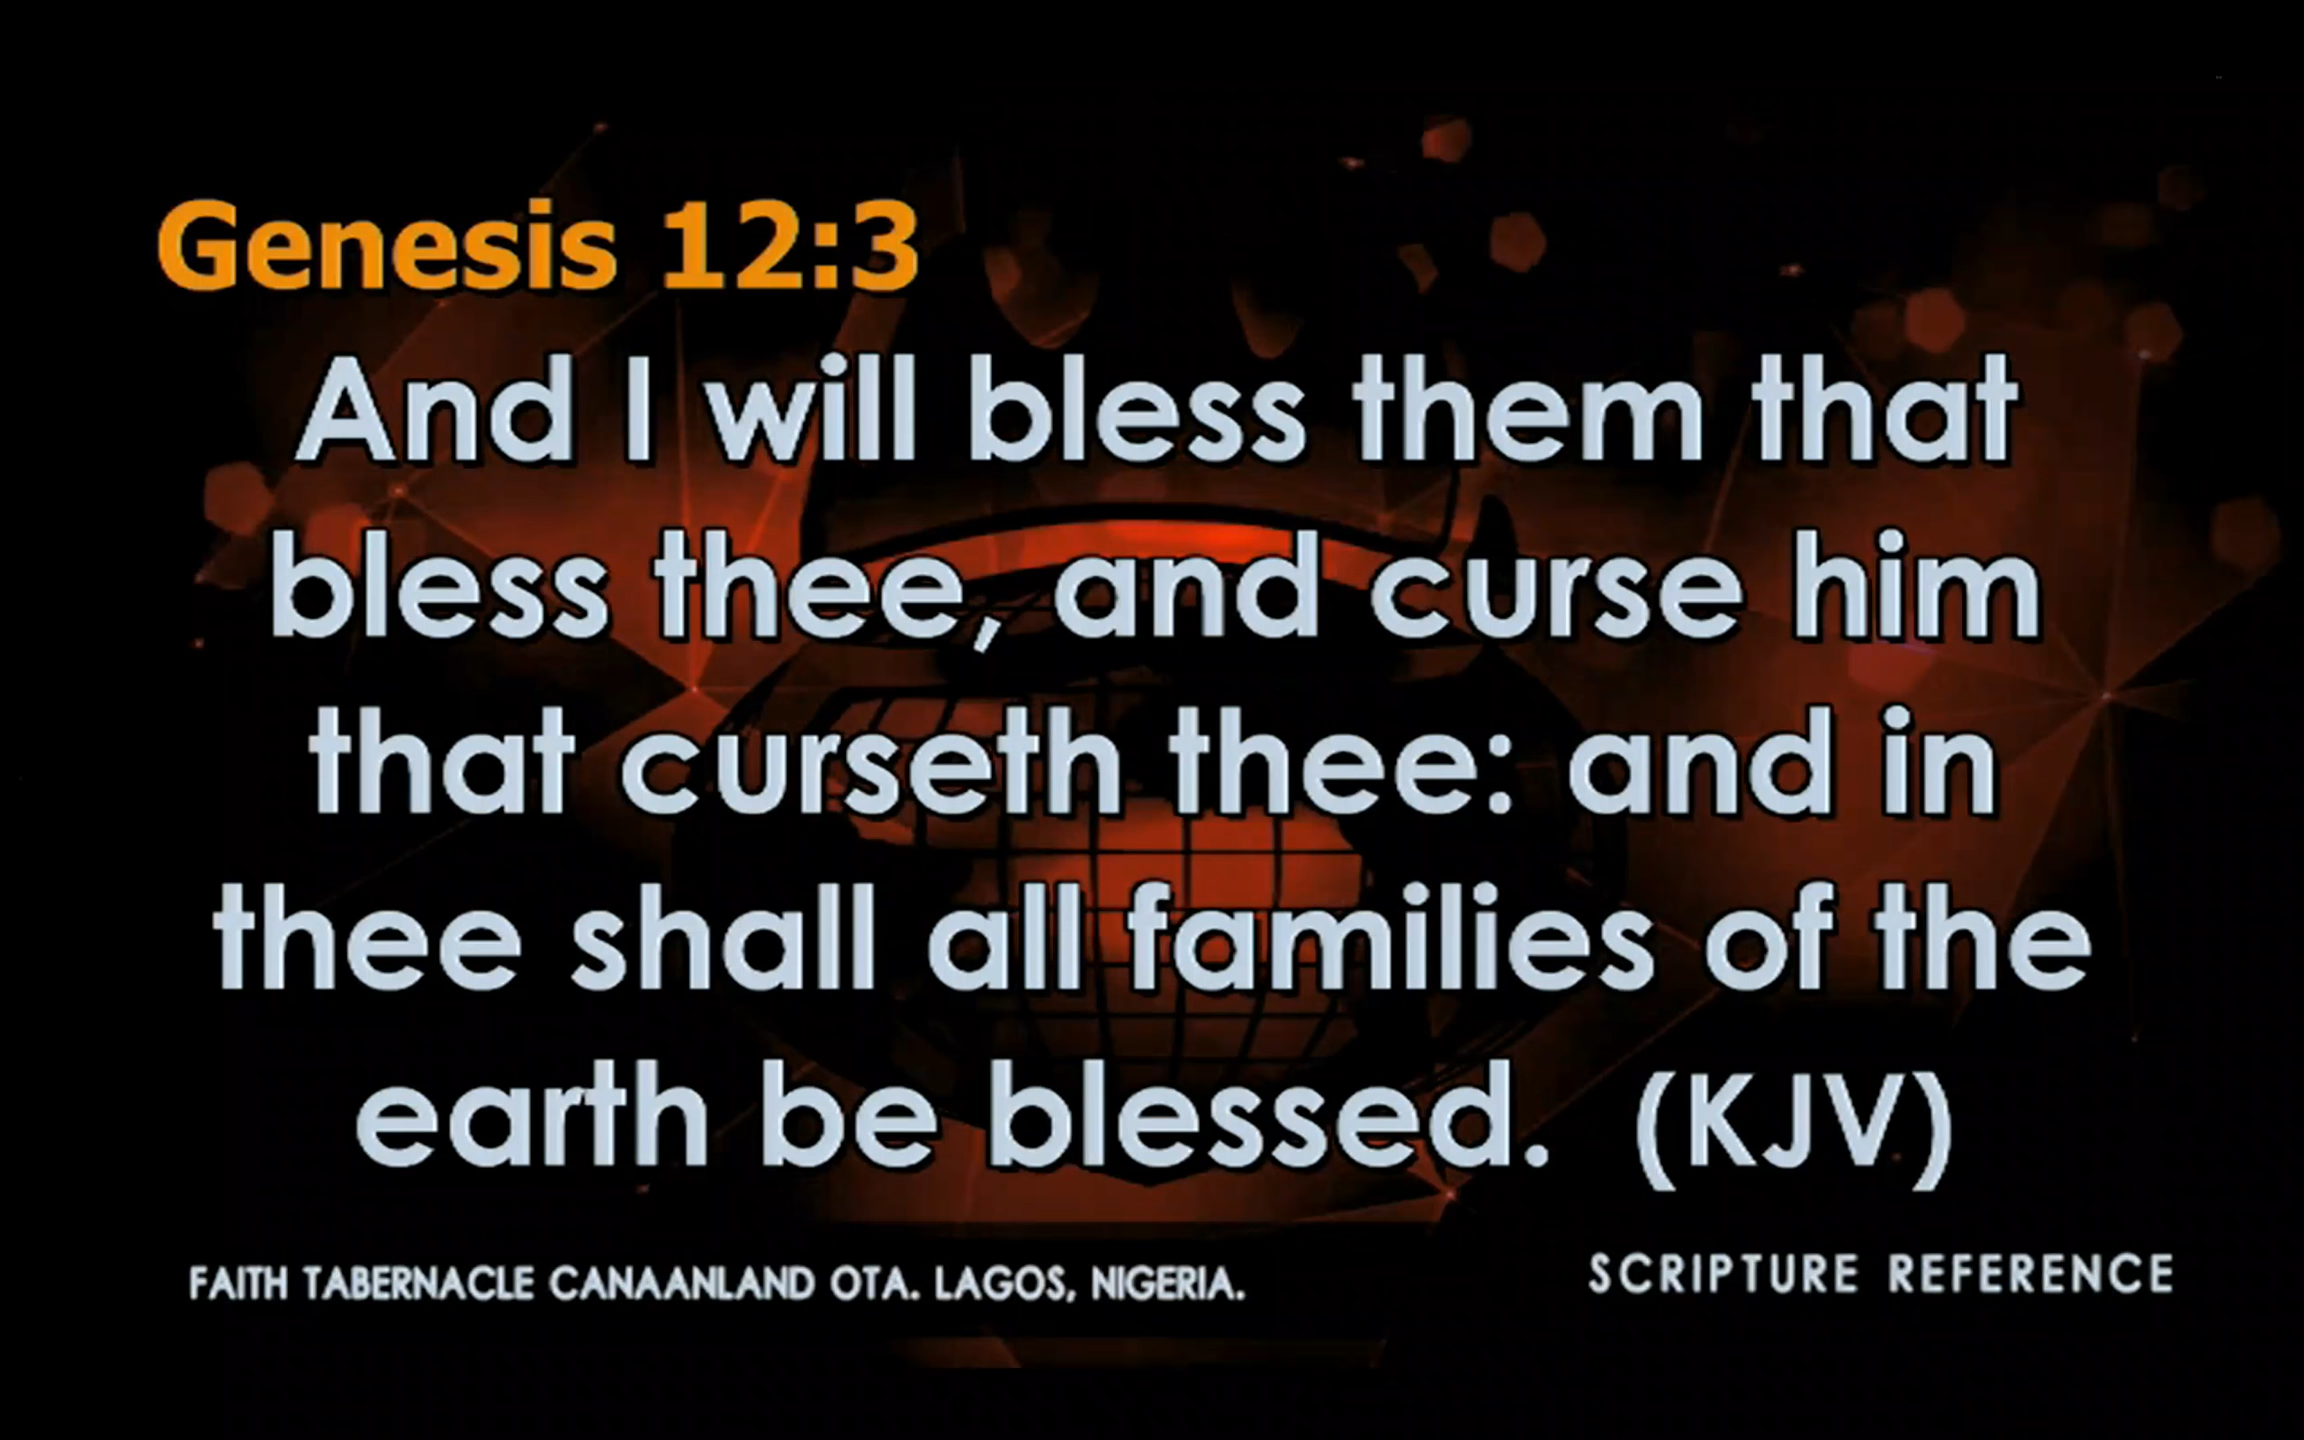 Genesis 12:3
And I will bless them that
bless thee, and curse him
that curseth thee: and in
thee shall all families of the
earth be blessed. (KJV)
FAITH TABERNACLE CANAANLAND OTA. LAGOS, NIGERIA.
SCRIPTURE REFERENCE